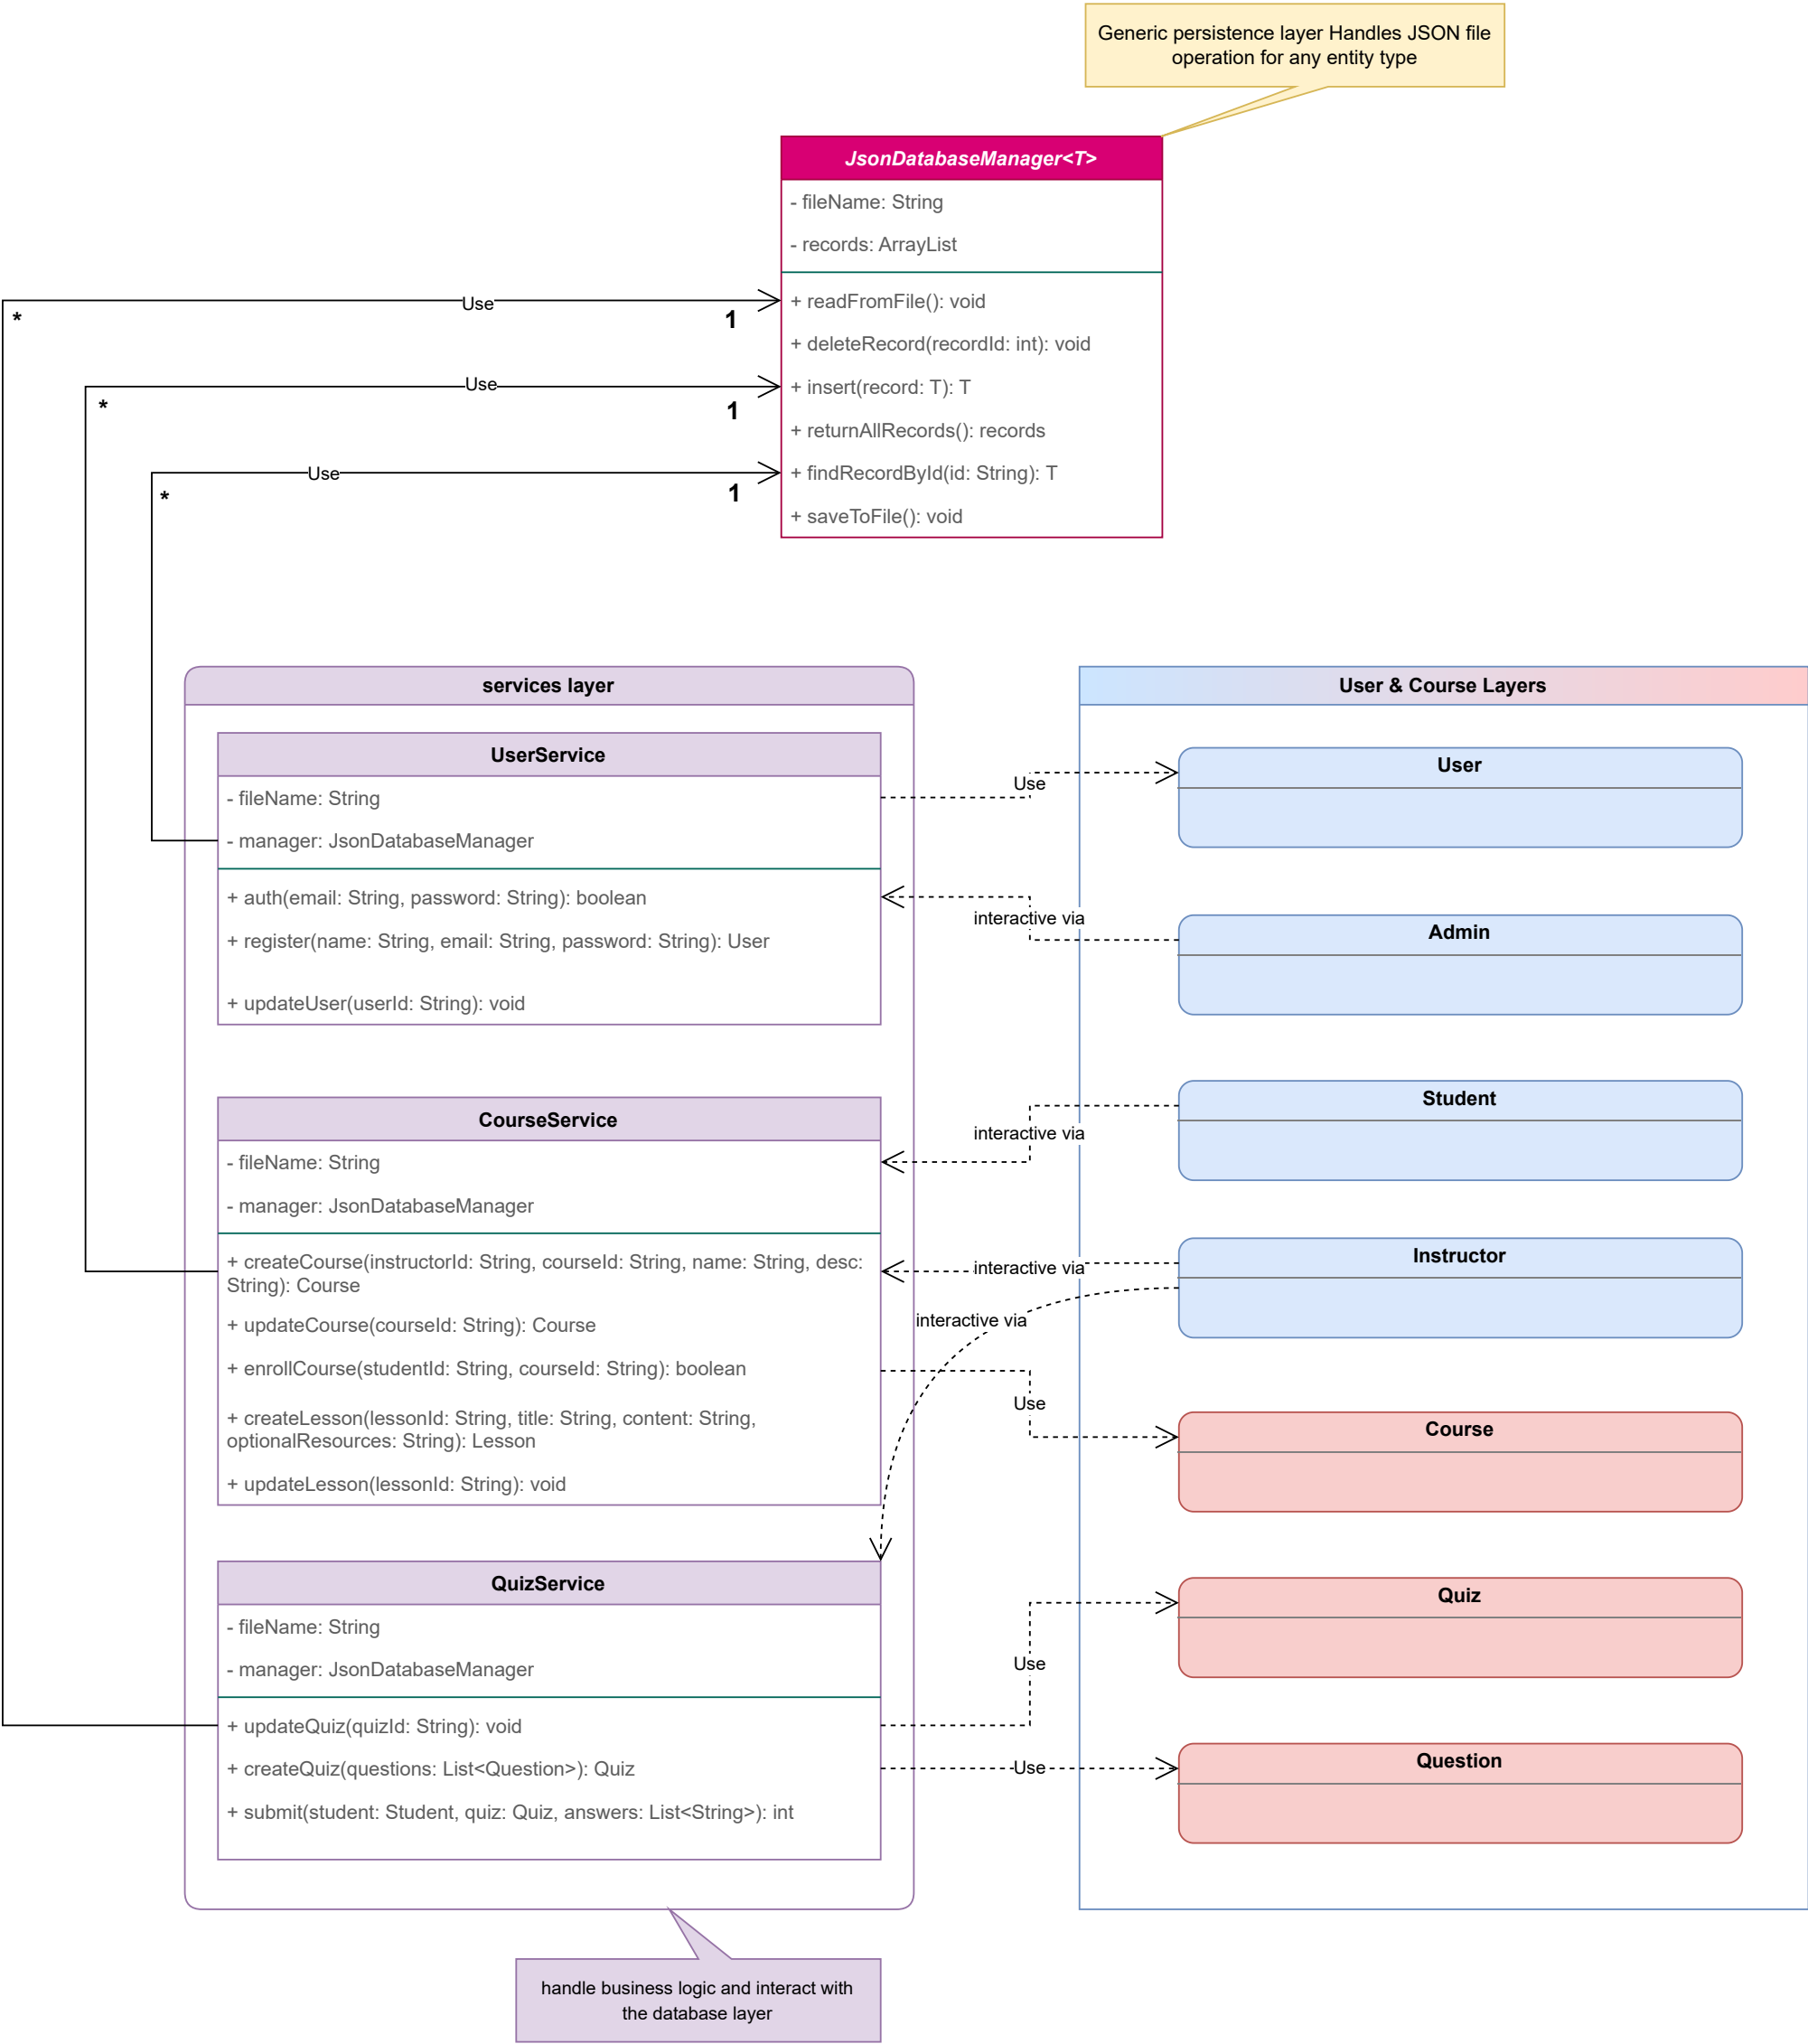 Generic persistence layer Handles JSON file
operation for any entity type
JsonDatabaseManager<T>
- fileName: String
- records: ArrayList
+ readFromFile(): void
+ deleteRecord(recordId: int): void
+ insert(record: T): T
+ returnAllRecords(): records
+ findRecordById(id: String): T
+ saveToFile(): void
Use
*
1
Use
*
1
Use
*
1
services layer
UserService
- fileName: String
- manager: JsonDatabaseManager
+ auth(email: String, password: String): boolean
+ register(name: String, email: String, password: String): User
+ updateUser(userId: String): void
CourseService
- fileName: String
- manager: JsonDatabaseManager
+ createCourse(instructorId: String, courseId: String, name: String, desc:
String): Course
+ updateCourse(courseId: String): Course
+ enrollCourse(studentId: String, courseId: String): boolean
+ createLesson(lessonId: String, title: String, content: String,
optionalResources: String): Lesson
+ updateLesson(lessonId: String): void
QuizService
- fileName: String
- manager: JsonDatabaseManager
+ updateQuiz(quizId: String): void
+ createQuiz(questions: List<Question>): Quiz
+ submit(student: Student, quiz: Quiz, answers: List<String>): int
handle business logic and interact with
the database layer
Use
interactive via
interactive via
interactive via
interactive via
Use
Use
Use
User & Course Layers
User
Admin
Student
Instructor
Course
Quiz
Question